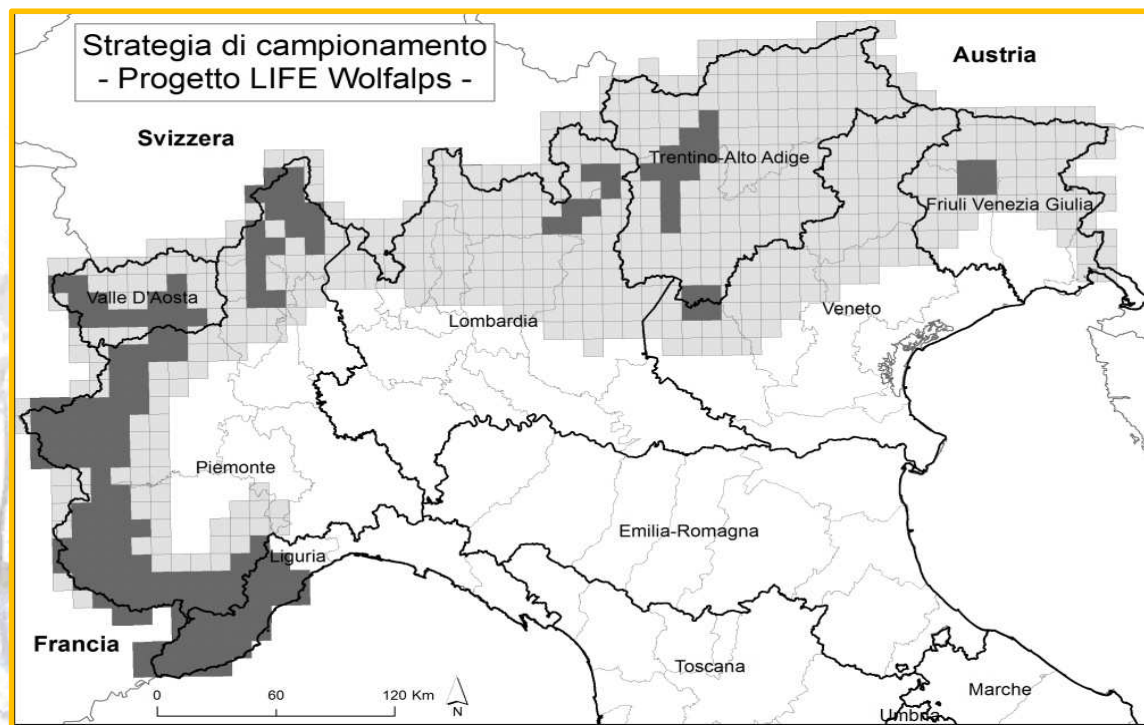 Strategia di campionamento
- Progetto LIFE Wolfalps -
Austria
Svizzera
Trentino-Alto Adige
Friuli Venezia Giulia
Valle D'Aosta
Lombardia
Veneto
Piemonte
Emilia-Romagna
Liguria
Francia
Toscana
Marche
Umbria
0 60 120 Km
N